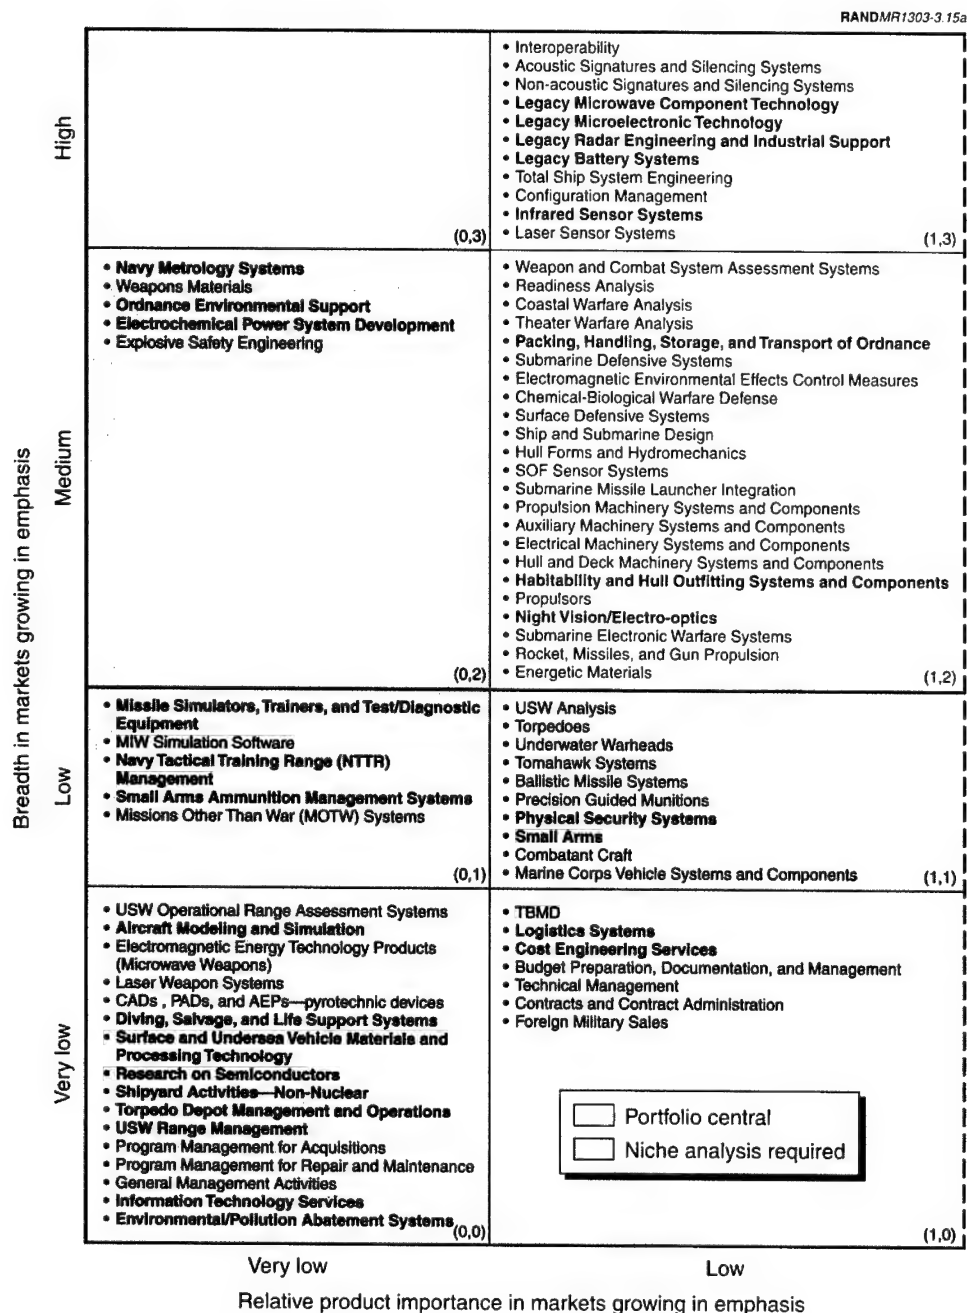 RANDMR1303-3.15a
High
• Interoperability
• Acoustic Signatures and Silencing Systems
• Non-acoustic Signatures and Silencing Systems
• Legacy Microwave Component Technology
• Legacy Microelectronic Technology
• Legacy Radar Engineering and Industrial Support
• Legacy Battery Systems
• Total Ship System Engineering
• Configuration Management
• Infrared Sensor Systems
• Laser Sensor Systems
(0,3)
(1,3)
Breadth in markets growing in emphasis
Medium
• Navy Metrology Systems
• Weapons Materials
• Ordnance Environmental Support
• Electrochemical Power System Development
• Explosive Safety Engineering
(0,2)
• Weapon and Combat System Assessment Systems
• Readiness Analysis
• Coastal Warfare Analysis
• Theater Warfare Analysis
• Packing, Handling, Storage, and Transport of Ordnance
• Submarine Defensive Systems
• Electromagnetic Environmental Effects Control Measures
• Chemical-Biological Warfare Defense
• Surface Defensive Systems
• Ship and Submarine Design
• Hull Forms and Hydromechanics
• SOF Sensor Systems
• Submarine Missile Launcher Integration
• Propulsion Machinery Systems and Components
• Auxiliary Machinery Systems and Components
• Electrical Machinery Systems and Components
• Hull and Deck Machinery Systems and Components
• Habitability and Hull Outfitting Systems and Components
• Propulsors
• Night Vision/Electro-optics
• Submarine Electronic Warfare Systems
• Rocket, Missiles, and Gun Propulsion
• Energetic Materials
(1,2)
Low
• Missile Simulators, Trainers, and Test/Diagnostic
Equipment
• MIW Simulation Software
• Navy Tactical Training Range (NTTR)
Management
• Small Arms Ammunition Management Systems
• Missions Other Than War (MOTW) Systems
(0,1)
• USW Analysis
• Torpedoes
• Underwater Warheads
• Tomahawk Systems
• Ballistic Missile Systems
• Precision Guided Munitions
• Physical Security Systems
• Small Arms
• Combatant Craft
• Marine Corps Vehicle Systems and Components
(1,1)
Very low
• USW Operational Range Assessment Systems
• Aircraft Modeling and Simulation
• Electromagnetic Energy Technology Products
(Microwave Weapons)
• Laser Weapon Systems
• CADs , PADs, and AEPs—pyrotechnic devices
• Diving, Salvage, and Life Support Systems
• Surface and Undersea Vehicle Materials and
Processing Technology
• Research on Semiconductors
• Shipyard Activities—Non-Nuclear
• Torpedo Depot Management and Operations
• USW Range Management
• Program Management for Acquisitions
• Program Management for Repair and Maintenance
• General Management Activities
• Information Technology Services
• Environmental/Pollution Abatement Systems
(0,0)
• TBMD
• Logistics Systems
• Cost Engineering Services
• Budget Preparation, Documentation, and Management
• Technical Management
• Contracts and Contract Administration
• Foreign Military Sales
Portfolio central
Niche analysis required
(1,0)
Very low
Low
Relative product importance in markets growing in emphasis